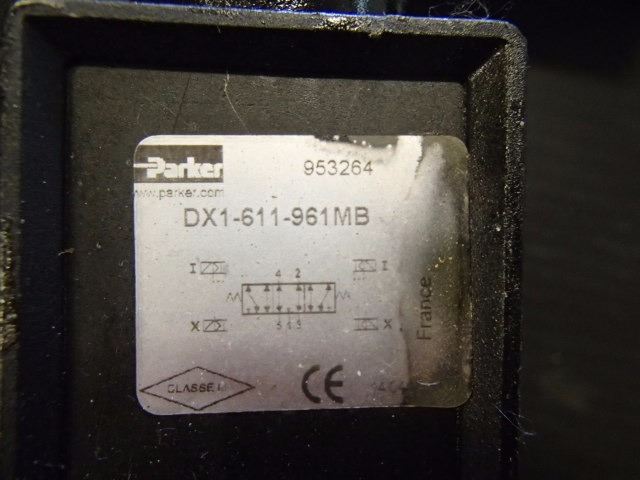 Parker 953264
www.parker.com
DX1-611-961MB
I 4 2 I
X 5 1 3 X
France
CLASSE I CE